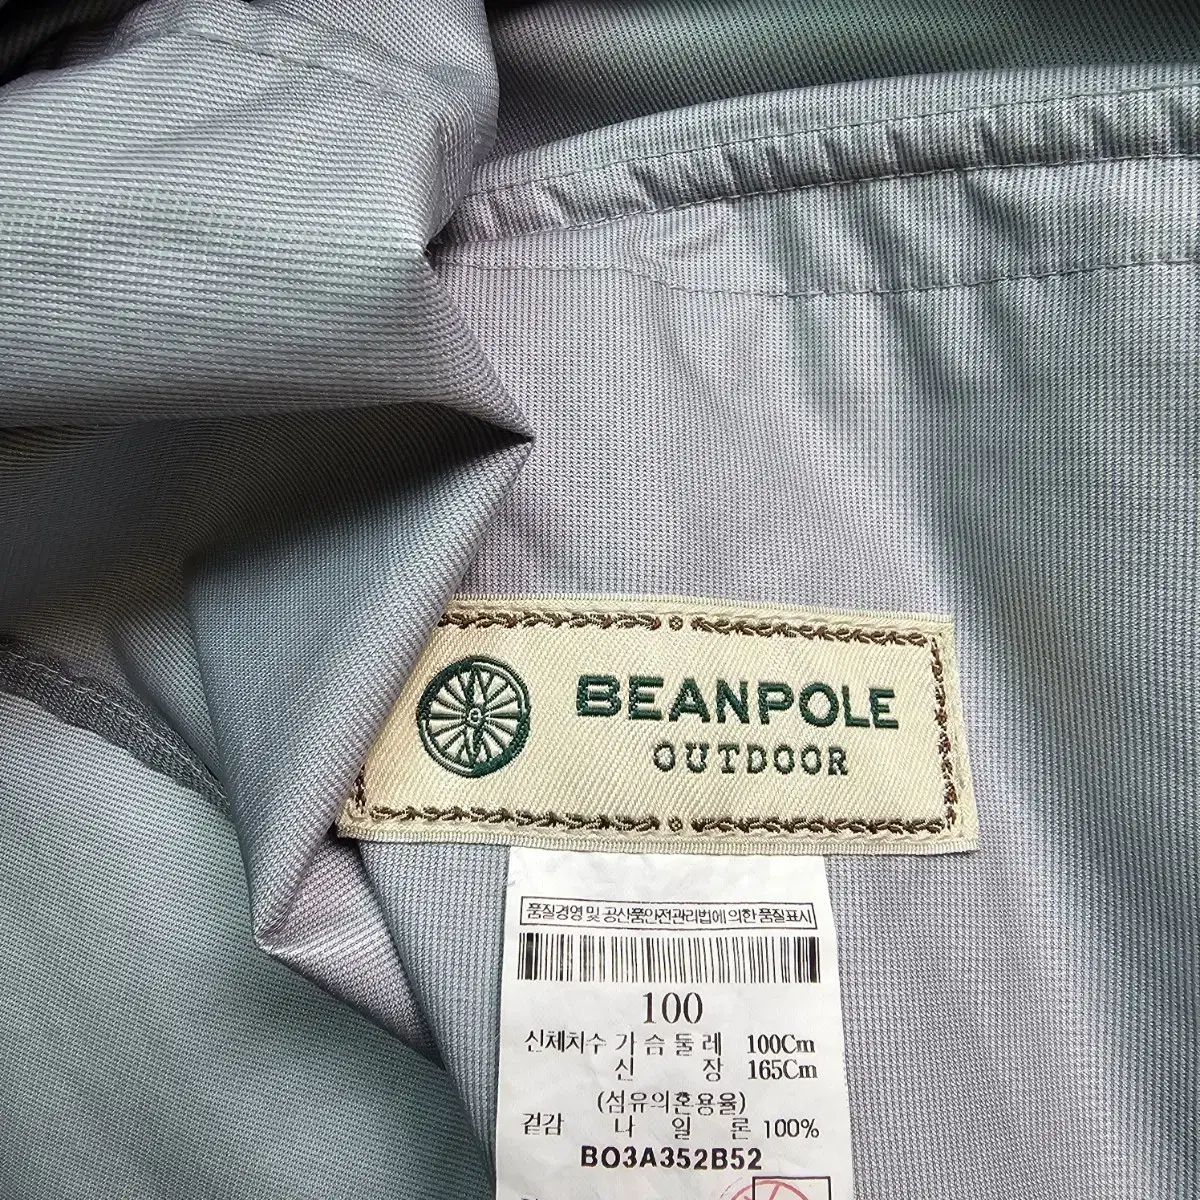 BEANPOLE
OUTDOOR
품질경영 및 공산품안전관리법에 의한 품질표시
100
신체치수 가슴둘레 100Cm
신 장 165Cm
(섬유의혼용율)
겉감 나 일 론 100%
BO3A352B52